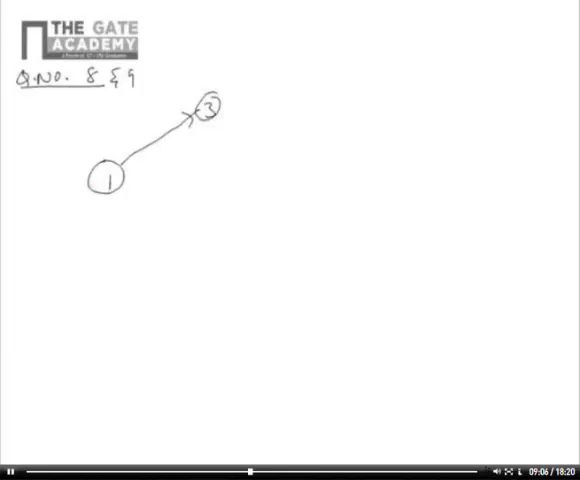 THE GATE
ACADEMY
Q.NO. 8 & 9
3
1
09:06 / 18:20